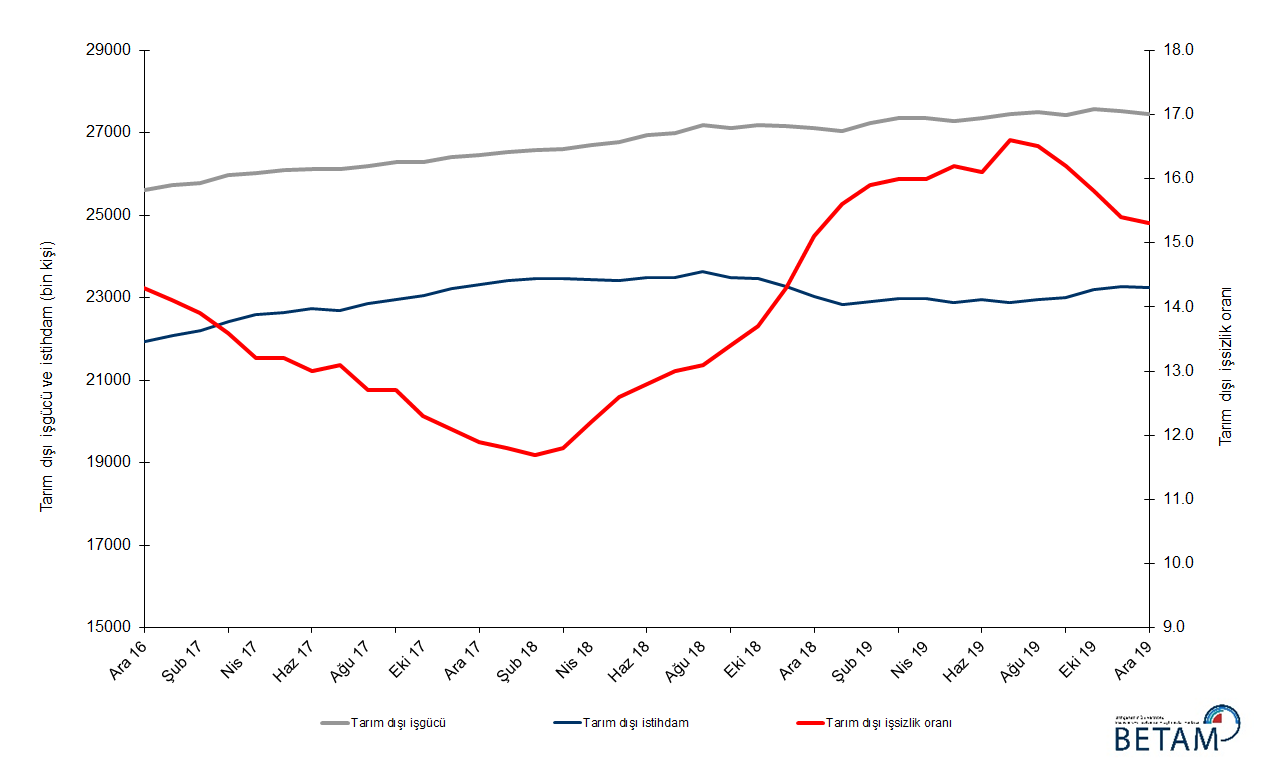 29000
27000
25000
23000
21000
19000
17000
15000
Tarım dışı işgücü ve istihdam (bin kişi)
18.0
17.0
16.0
15.0
14.0
13.0
12.0
11.0
10.0
9.0
Tarım dışı işsizlik oranı
Ara 16
Şub 17
Nis 17
Haz 17
Ağu 17
Eki 17
Ara 17
Şub 18
Nis 18
Haz 18
Ağu 18
Eki 18
Ara 18
Şub 19
Nis 19
Haz 19
Ağu 19
Eki 19
Ara 19
Tarım dışı işgücü
Tarım dışı istihdam
Tarım dışı işsizlik oranı
BETAM